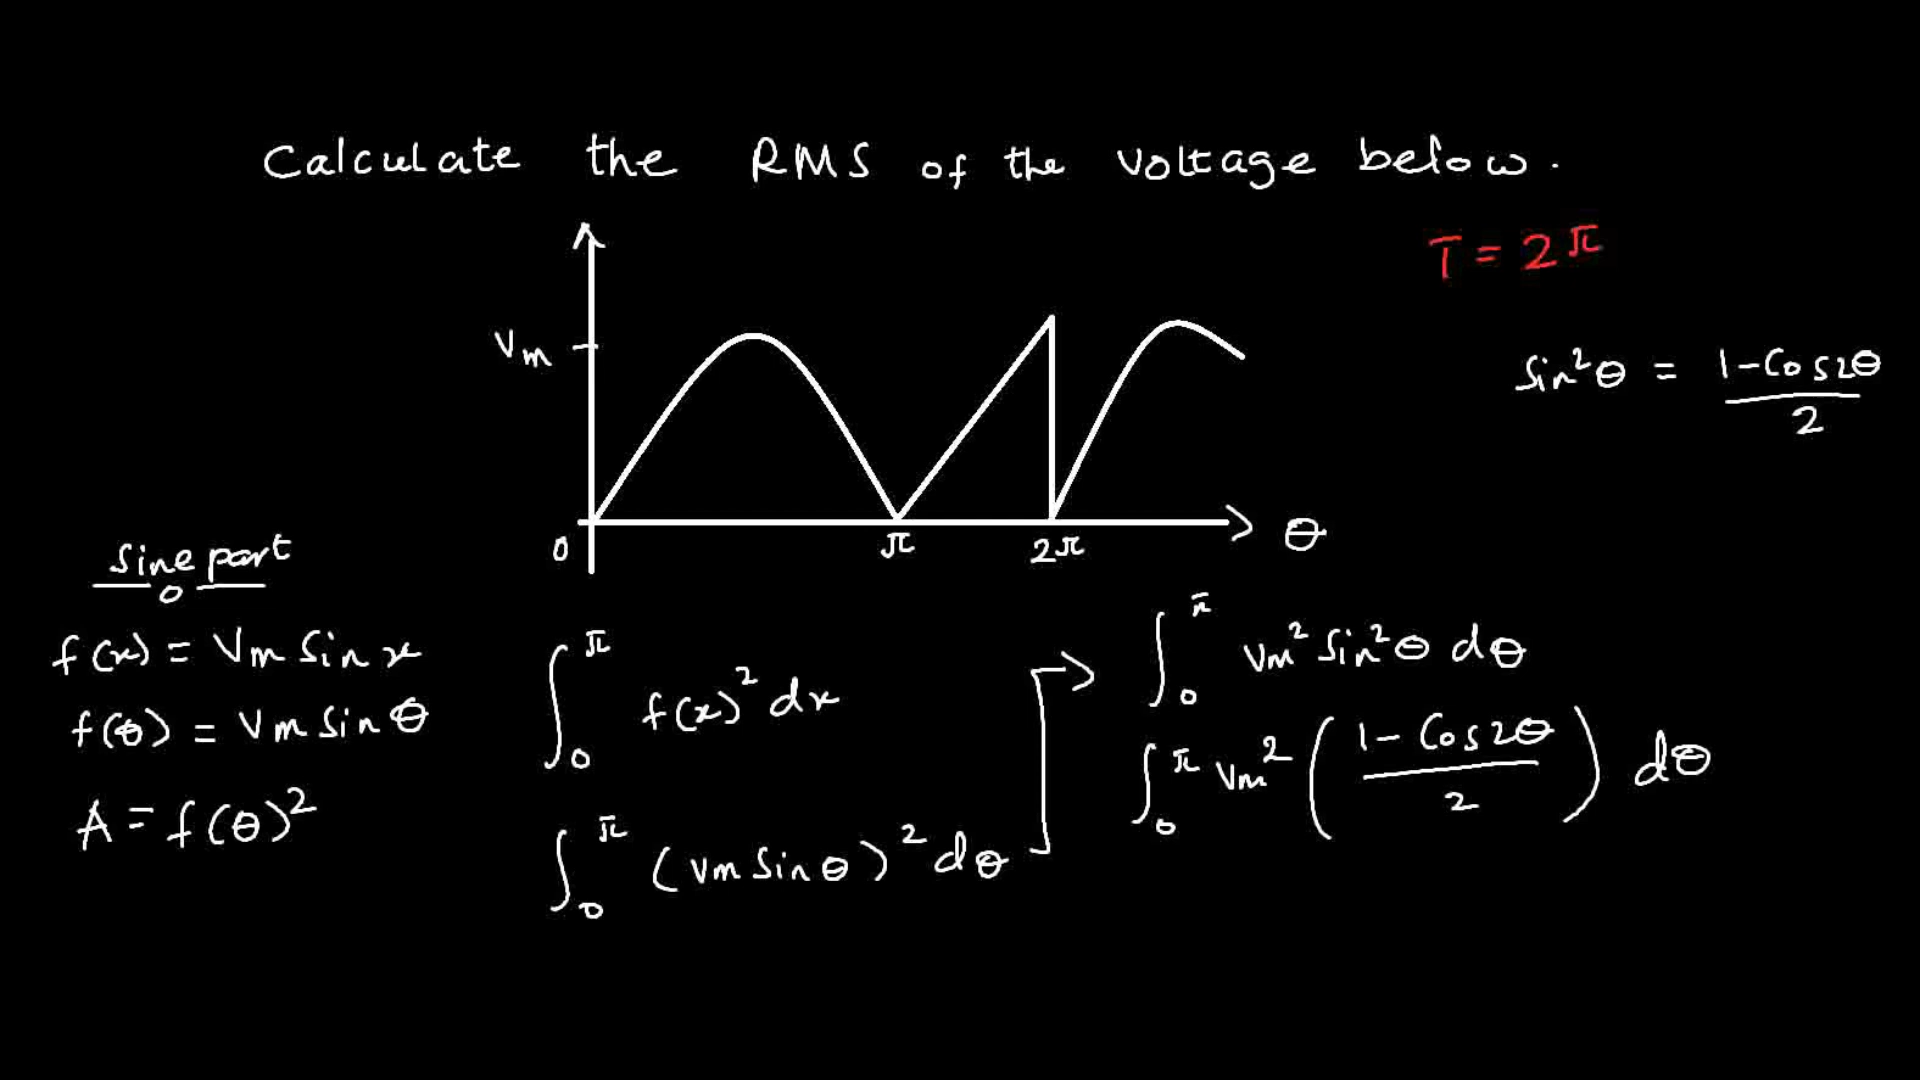 Calculate the RMS of the voltage below.
T = 2π
Vm
sin²θ = (1-Cos2θ)/2
0 π 2π θ
Sine part
f(x) = Vm Sin x
f(θ) = Vm Sin θ
A = f(θ)²
∫₀^π f(x)² dx
∫₀^π (Vm Sin θ)² dθ
∫₀^π Vm² Sin²θ dθ
∫₀^π Vm² ((1 - Cos2θ)/2) dθ